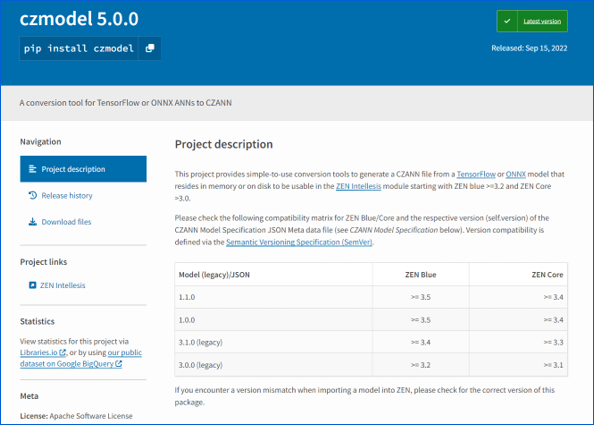 czmodel 5.0.0
Latest version
pip install czmodel
Released: Sep 15, 2022
A conversion tool for TensorFlow or ONNX ANNs to CZANN
Navigation
Project description
Release history
Download files
Project links
ZEN Intellesis
Statistics
View statistics for this project via
Libraries.io, or by using our public
dataset on Google BigQuery
Meta
License: Apache Software License
Project description
This project provides simple-to-use conversion tools to generate a CZANN file from a TensorFlow or ONNX model that
resides in memory or on disk to be usable in the ZEN Intellesis module starting with ZEN blue >=3.2 and ZEN Core
>3.0.
Please check the following compatibility matrix for ZEN Blue/Core and the respective version (self.version) of the
CZANN Model Specification JSON Meta data file (see CZANN Model Specification below). Version compatibility is
defined via the Semantic Versioning Specification (SemVer).
Model (legacy)/JSON ZEN Blue ZEN Core
1.1.0 >= 3.5 >= 3.4
1.0.0 >= 3.5 >= 3.4
3.1.0 (legacy) >= 3.4 >= 3.3
3.0.0 (legacy) >= 3.2 >= 3.1
If you encounter a version mismatch when importing a model into ZEN, please check for the correct version of this
package.